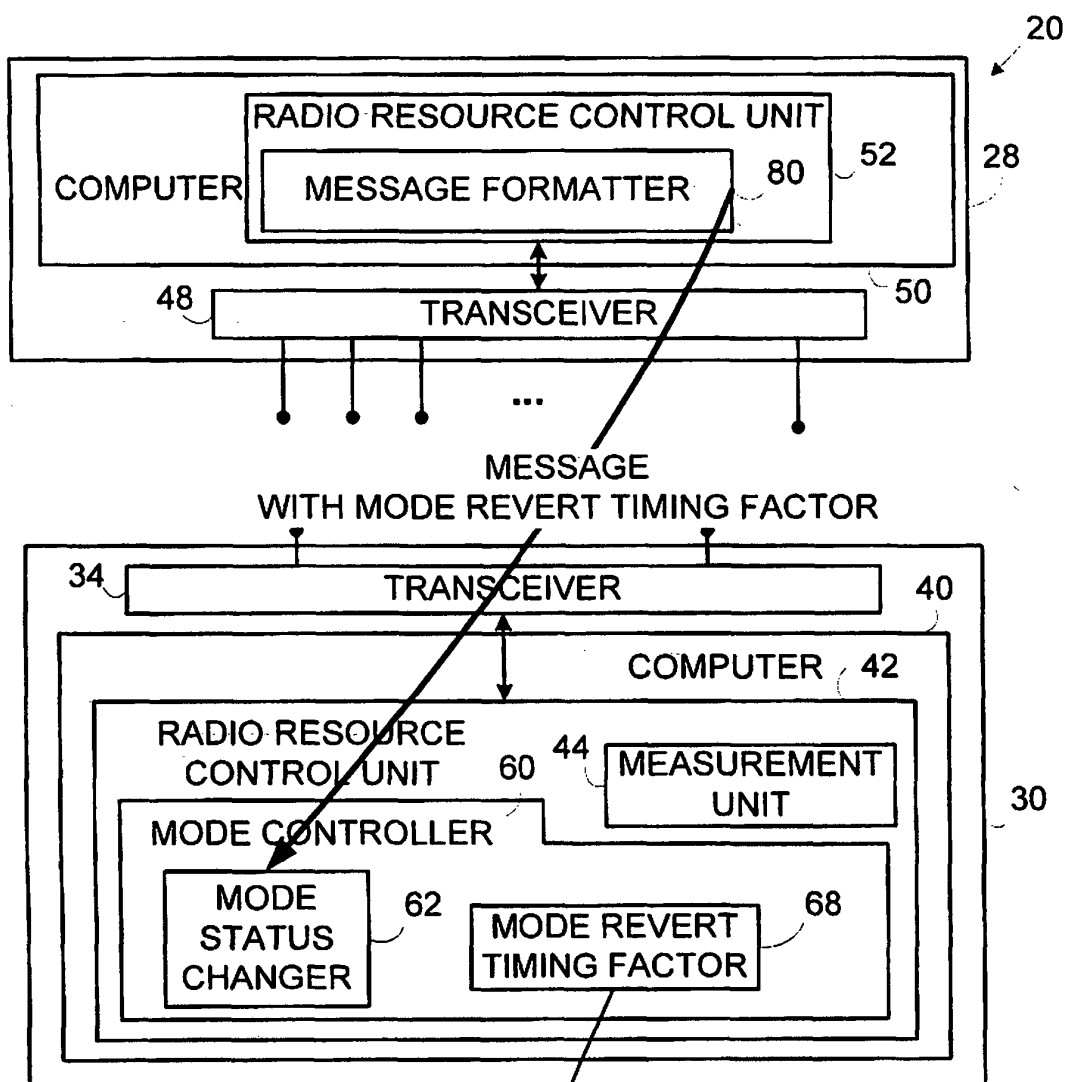 20
RADIO RESOURCE CONTROL UNIT
52
28
COMPUTER
MESSAGE FORMATTER
80
50
48
TRANSCEIVER
...
MESSAGE
WITH MODE REVERT TIMING FACTOR
34
TRANSCEIVER
40
COMPUTER
42
RADIO RESOURCE
CONTROL UNIT
60
44
MEASUREMENT
UNIT
30
MODE CONTROLLER
MODE
STATUS
CHANGER
62
MODE REVERT
TIMING FACTOR
68